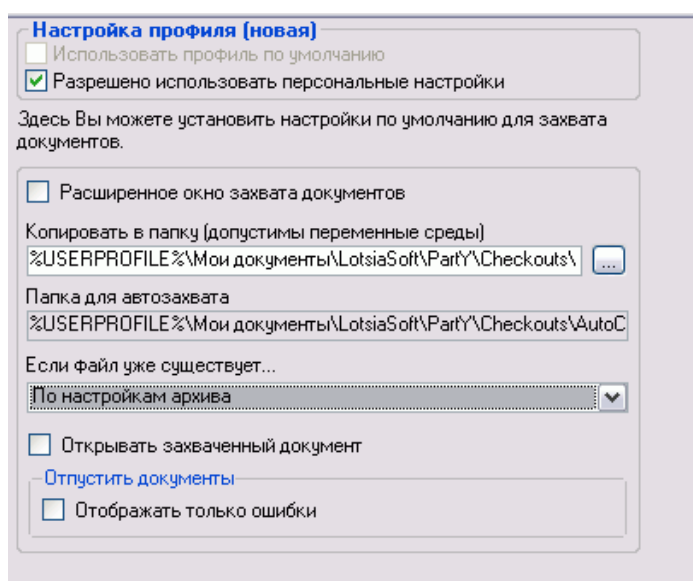 Настройка профиля (новая)
Использовать профиль по умолчанию
Разрешено использовать персональные настройки
Здесь Вы можете установить настройки по умолчанию для захвата
документов.
Расширенное окно захвата документов
Копировать в папку (допустимы переменные среды)
%USERPROFILE%\Мои документы\LotsiaSoft\PartY\Checkouts\
...
Папка для автозахвата
%USERPROFILE%\Мои документы\LotsiaSoft\PartY\Checkouts\AutoC
Если файл уже существует...
По настройкам архива
Открывать захваченный документ
Отпустить документы
Отображать только ошибки